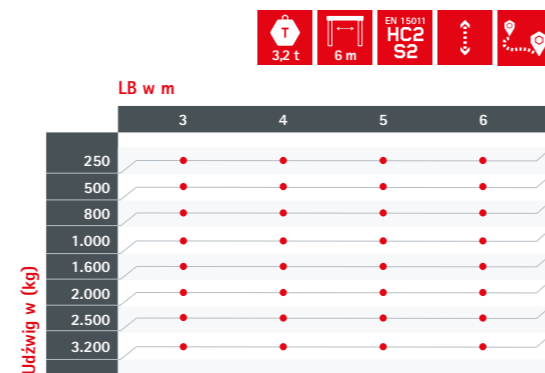 T
3,2 t
6 m
EN 15011
HC2
S2
LB w m
3 4 5 6
Udźwig w (kg)
250
500
800
1.000
1.600
2.000
2.500
3.200